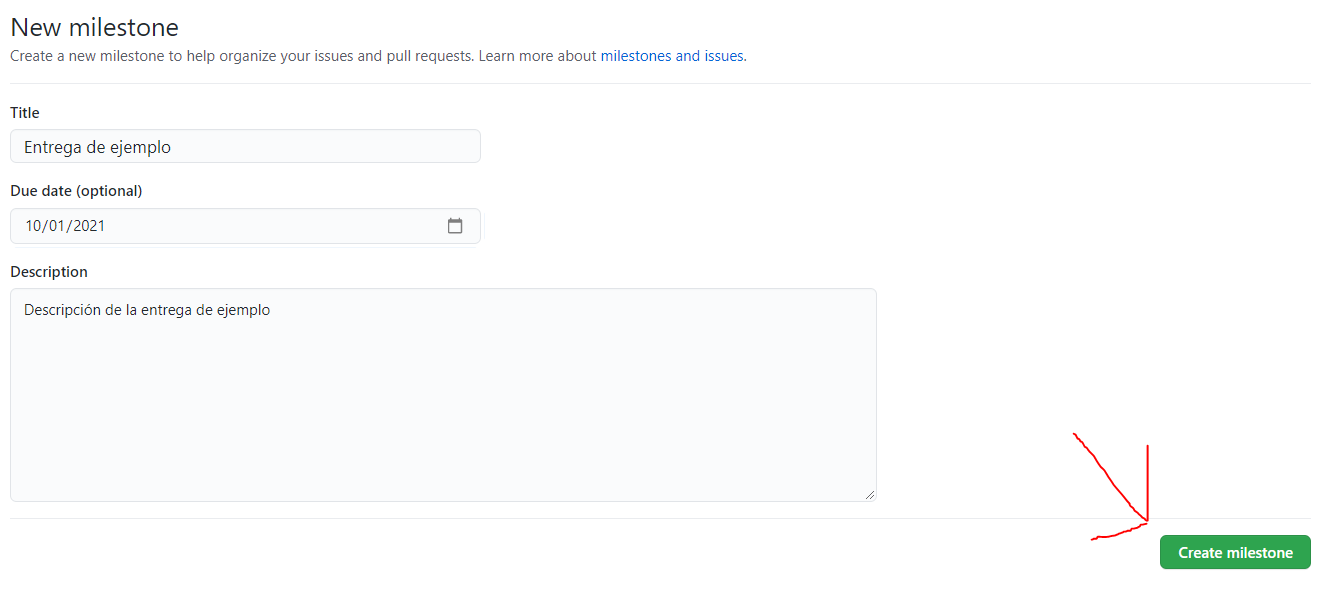 New milestone
Create a new milestone to help organize your issues and pull requests. Learn more about milestones and issues.
Title
Entrega de ejemplo
Due date (optional)
10/01/2021
Description
Descripción de la entrega de ejemplo
Create milestone